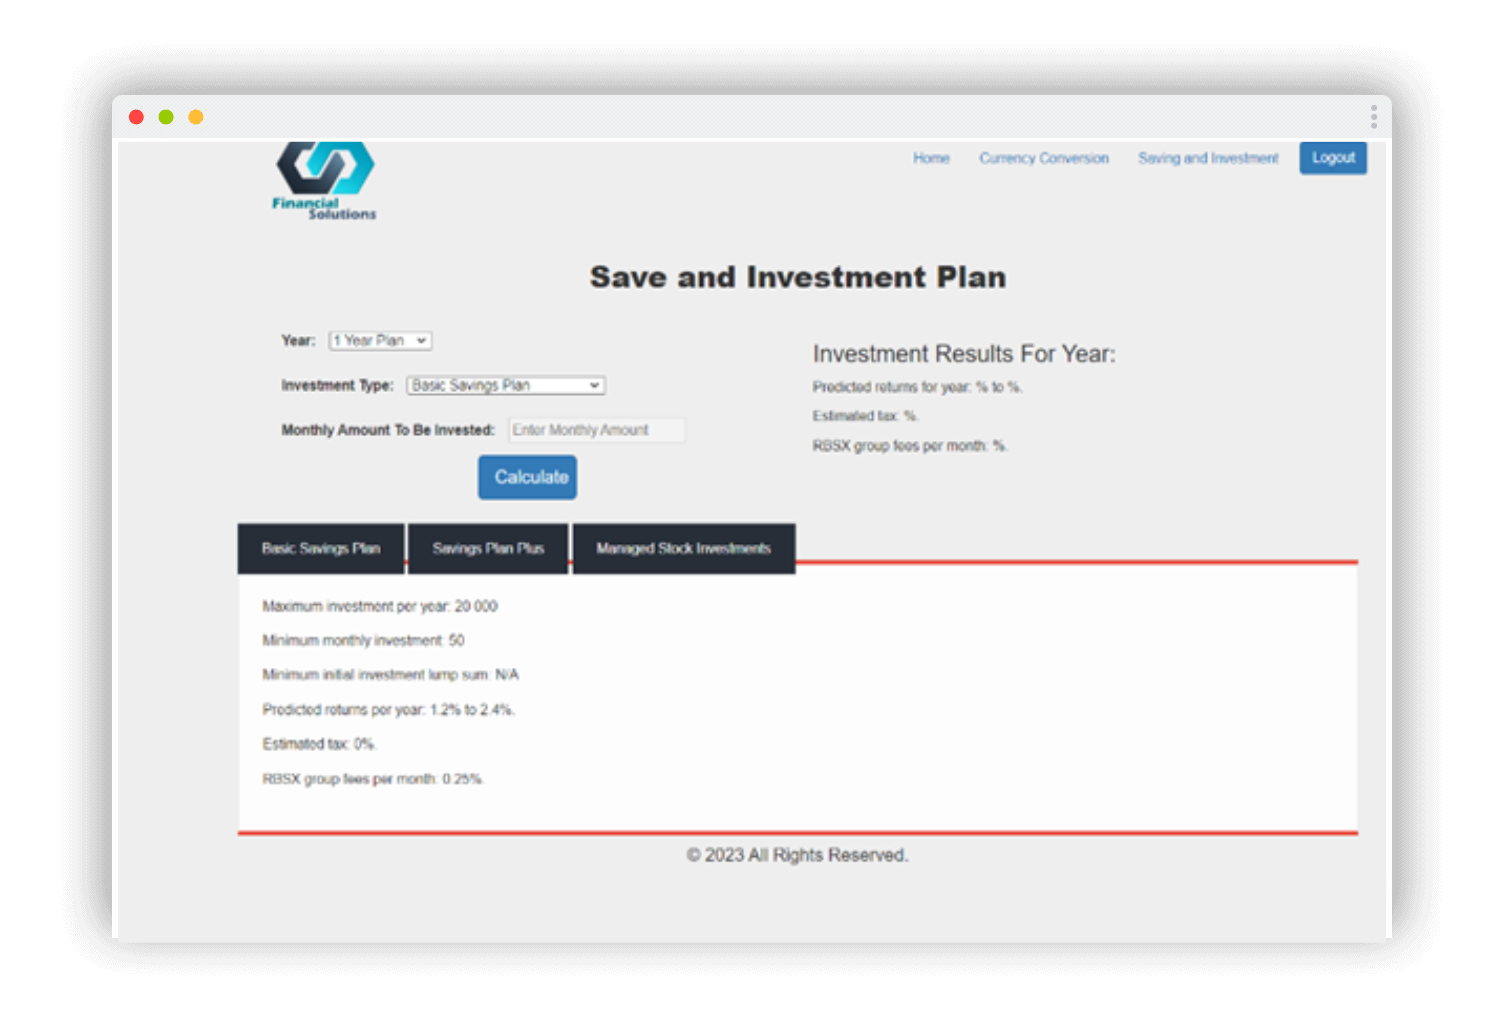 Financial
Solutions
Home Currency Conversion Saving and Investment Logout
Save and Investment Plan
Year: 1 Year Plan
Investment Type: Basic Savings Plan
Monthly Amount To Be Invested: Enter Monthly Amount
Calculate
Investment Results For Year:
Predicted returns for year: % to %.
Estimated tax: %.
RBSX group fees per month: %.
Basic Savings Plan Savings Plan Plus Managed Stock Investments
Maximum investment per year: 20 000
Minimum monthly investment: 50
Minimum initial investment lump sum: N/A
Predicted returns per year: 1.2% to 2.4%.
Estimated tax: 0%.
RBSX group fees per month: 0.25%.
© 2023 All Rights Reserved.